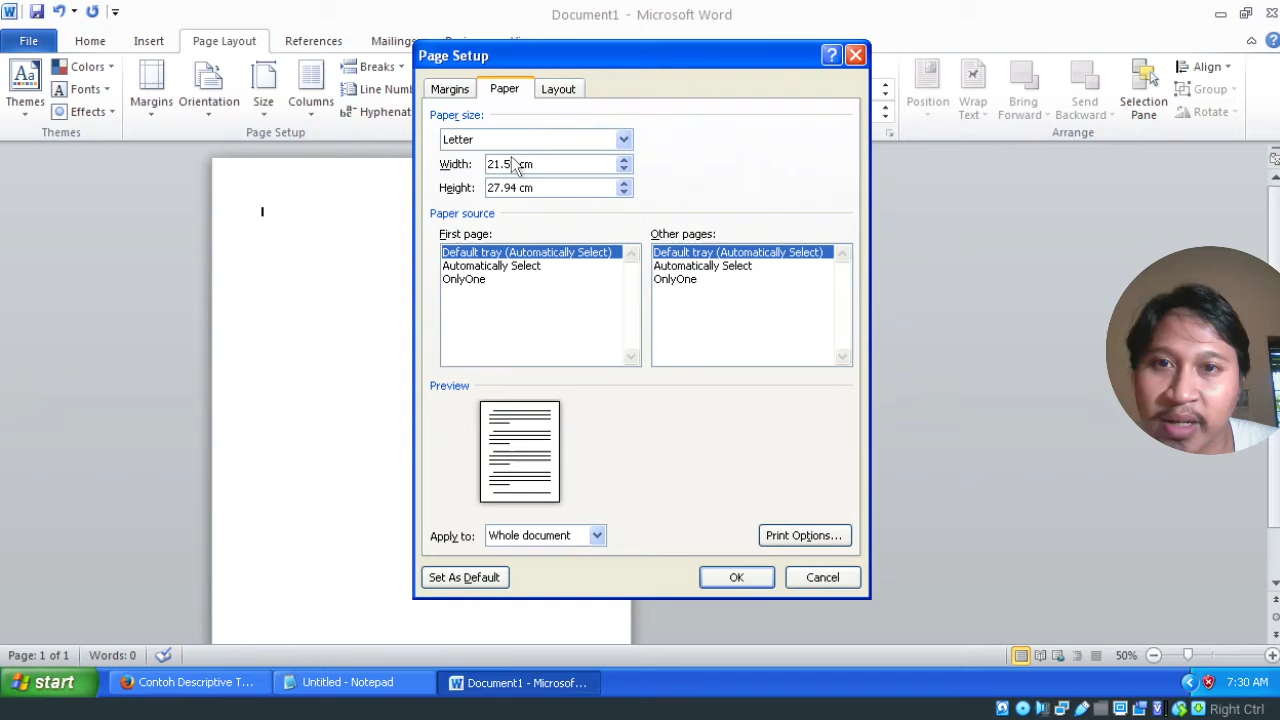 Document1 - Microsoft Word
File Home Insert Page Layout References Mailings
Themes Colors Fonts Effects
Margins Orientation Size Columns Breaks Line Num Hyphenat
Position Wrap Text Bring Forward Send Backward Selection Pane Align Group Rotate
Themes Page Setup Arrange
Page Setup
Margins Paper Layout
Paper size:
Letter
Width: 21.5 cm
Height: 27.94 cm
Paper source
First page: Other pages:
Default tray (Automatically Select) Default tray (Automatically Select)
Automatically Select Automatically Select
OnlyOne OnlyOne
Preview
Apply to: Whole document Print Options...
Set As Default OK Cancel
Page: 1 of 1 Words: 0 50%
start Contoh Descriptive T... Untitled - Notepad Document1 - Microsof... 7:30 AM
Right Ctrl